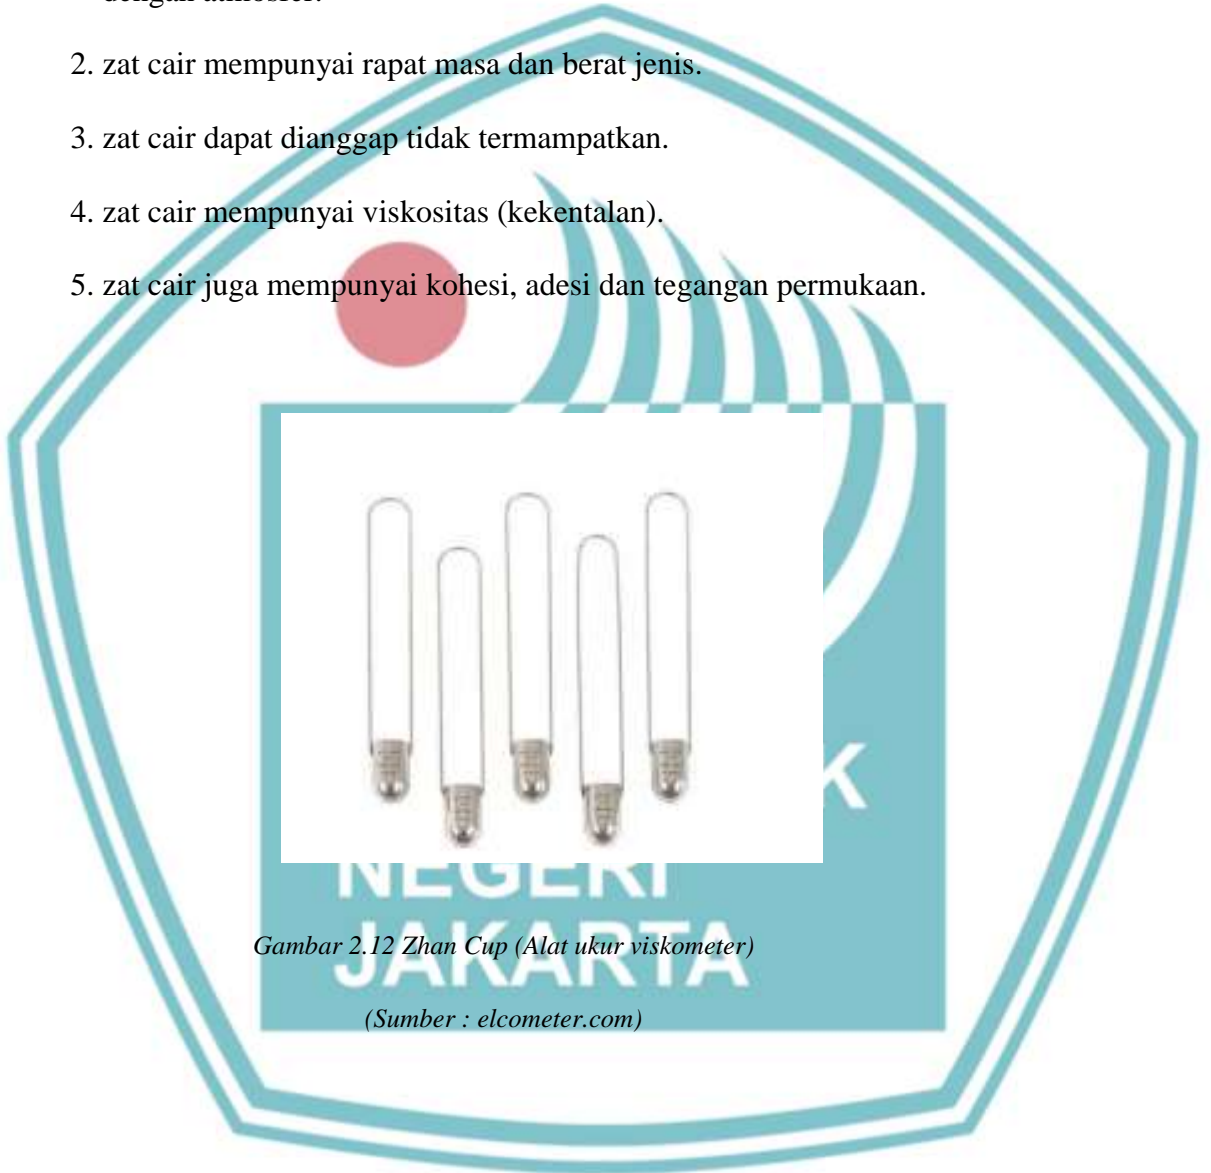 2. zat cair mempunyai rapat masa dan berat jenis.
3. zat cair dapat dianggap tidak termampatkan.
4. zat cair mempunyai viskositas (kekentalan).
5. zat cair juga mempunyai kohesi, adesi dan tegangan permukaan.
K
NEGERI
JAKARTA
Gambar 2.12 Zhan Cup (Alat ukur viskometer)
(Sumber : elcometer.com)